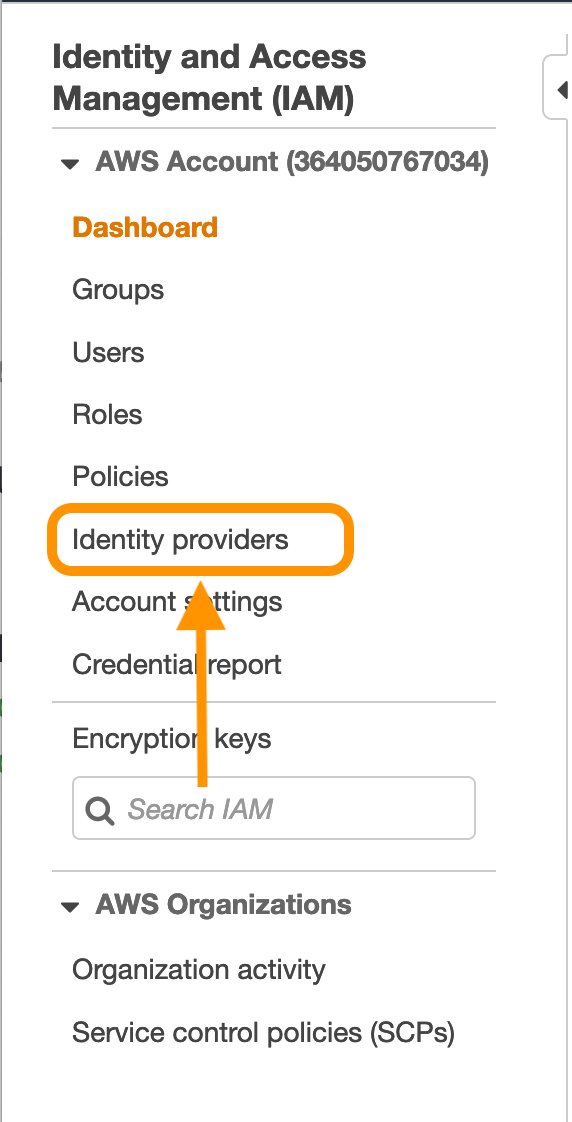 Identity and Access
Management (IAM)
AWS Account (364050767034)
Dashboard
Groups
Users
Roles
Policies
Identity providers
Account settings
Credential report
Encryption keys
Search IAM
AWS Organizations
Organization activity
Service control policies (SCPs)